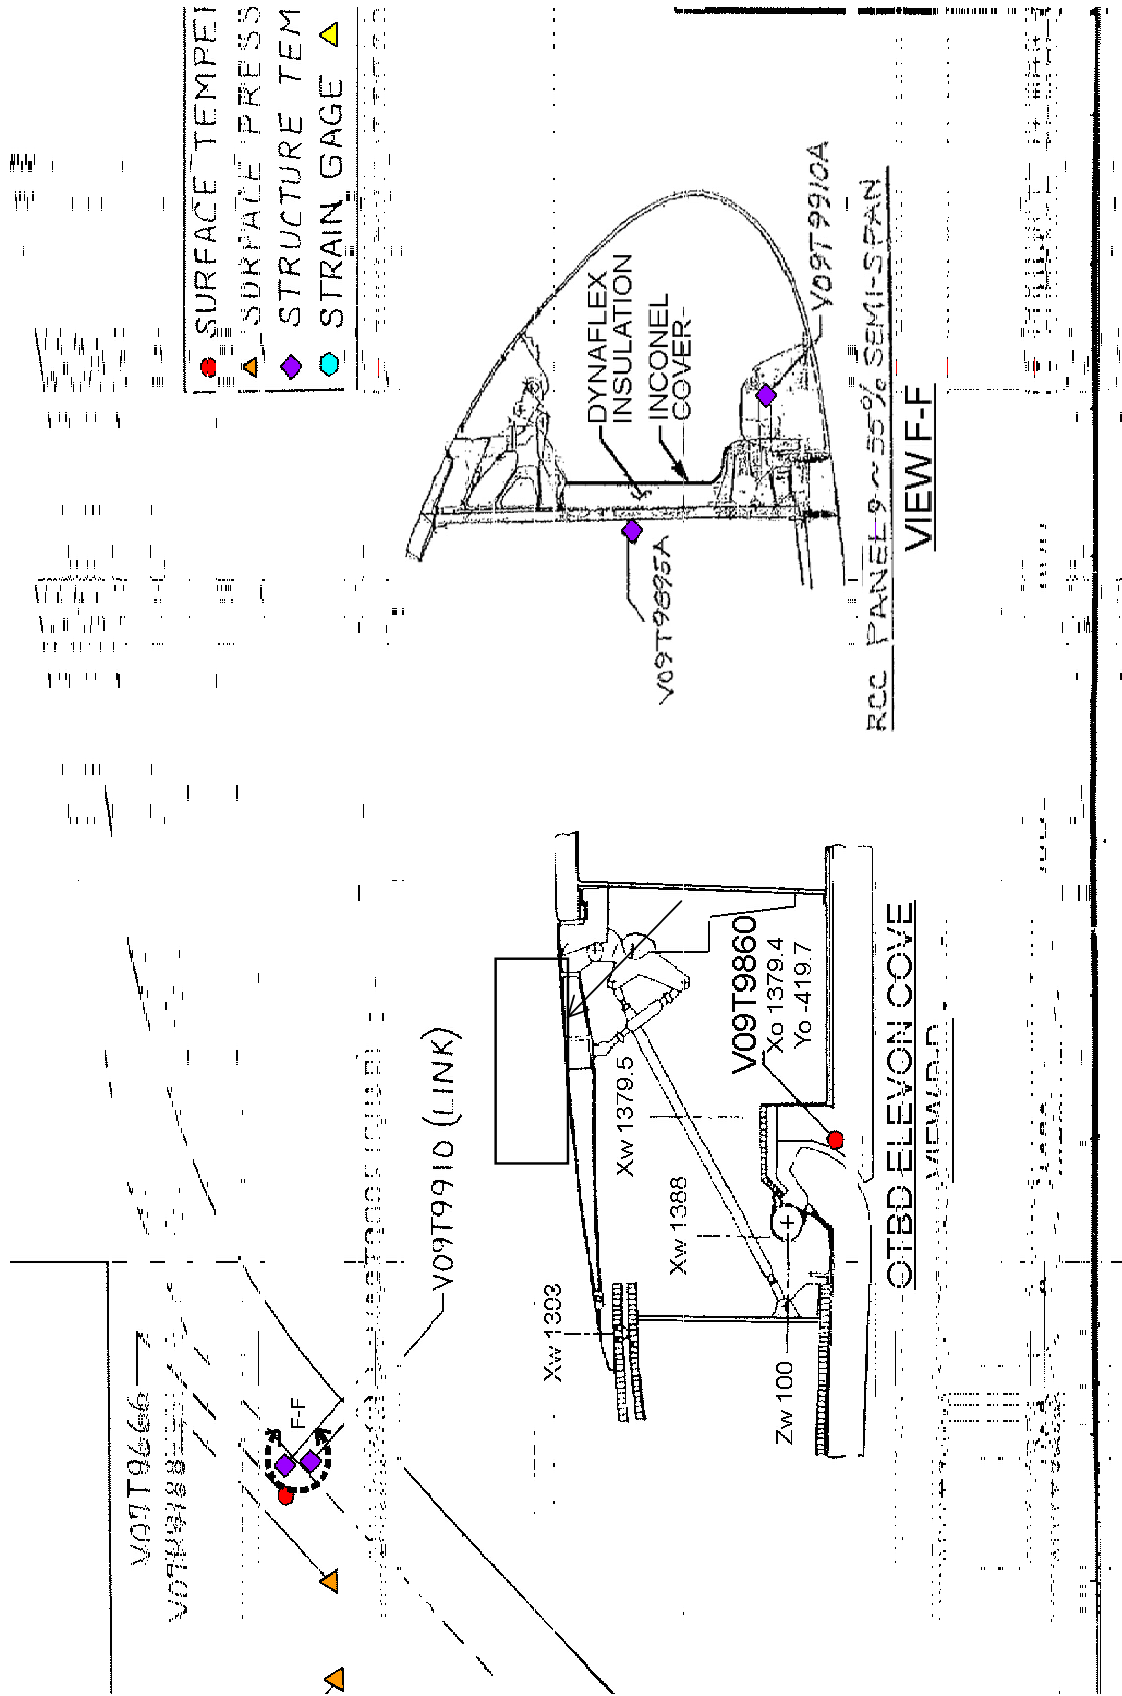 SURFACE TEMPE
SURFACE PRESS
STRUCTURE TEM
STRAIN GAGE
DYNAFLEX
INSULATION
INCONEL
COVER
V09T9910A
V09T9895A
RCC PANEL 9 ~ 55% SEMI-SPAN
VIEW F-F
V07T9666
F-F
V09T9910 (LINK)
Xw 1379.5
Xw 1388
Xw 1303
Zw 100
V09T9860
Xo 1379.4
Yo -419.7
OTBD ELEVON COVE
VIEW D-D